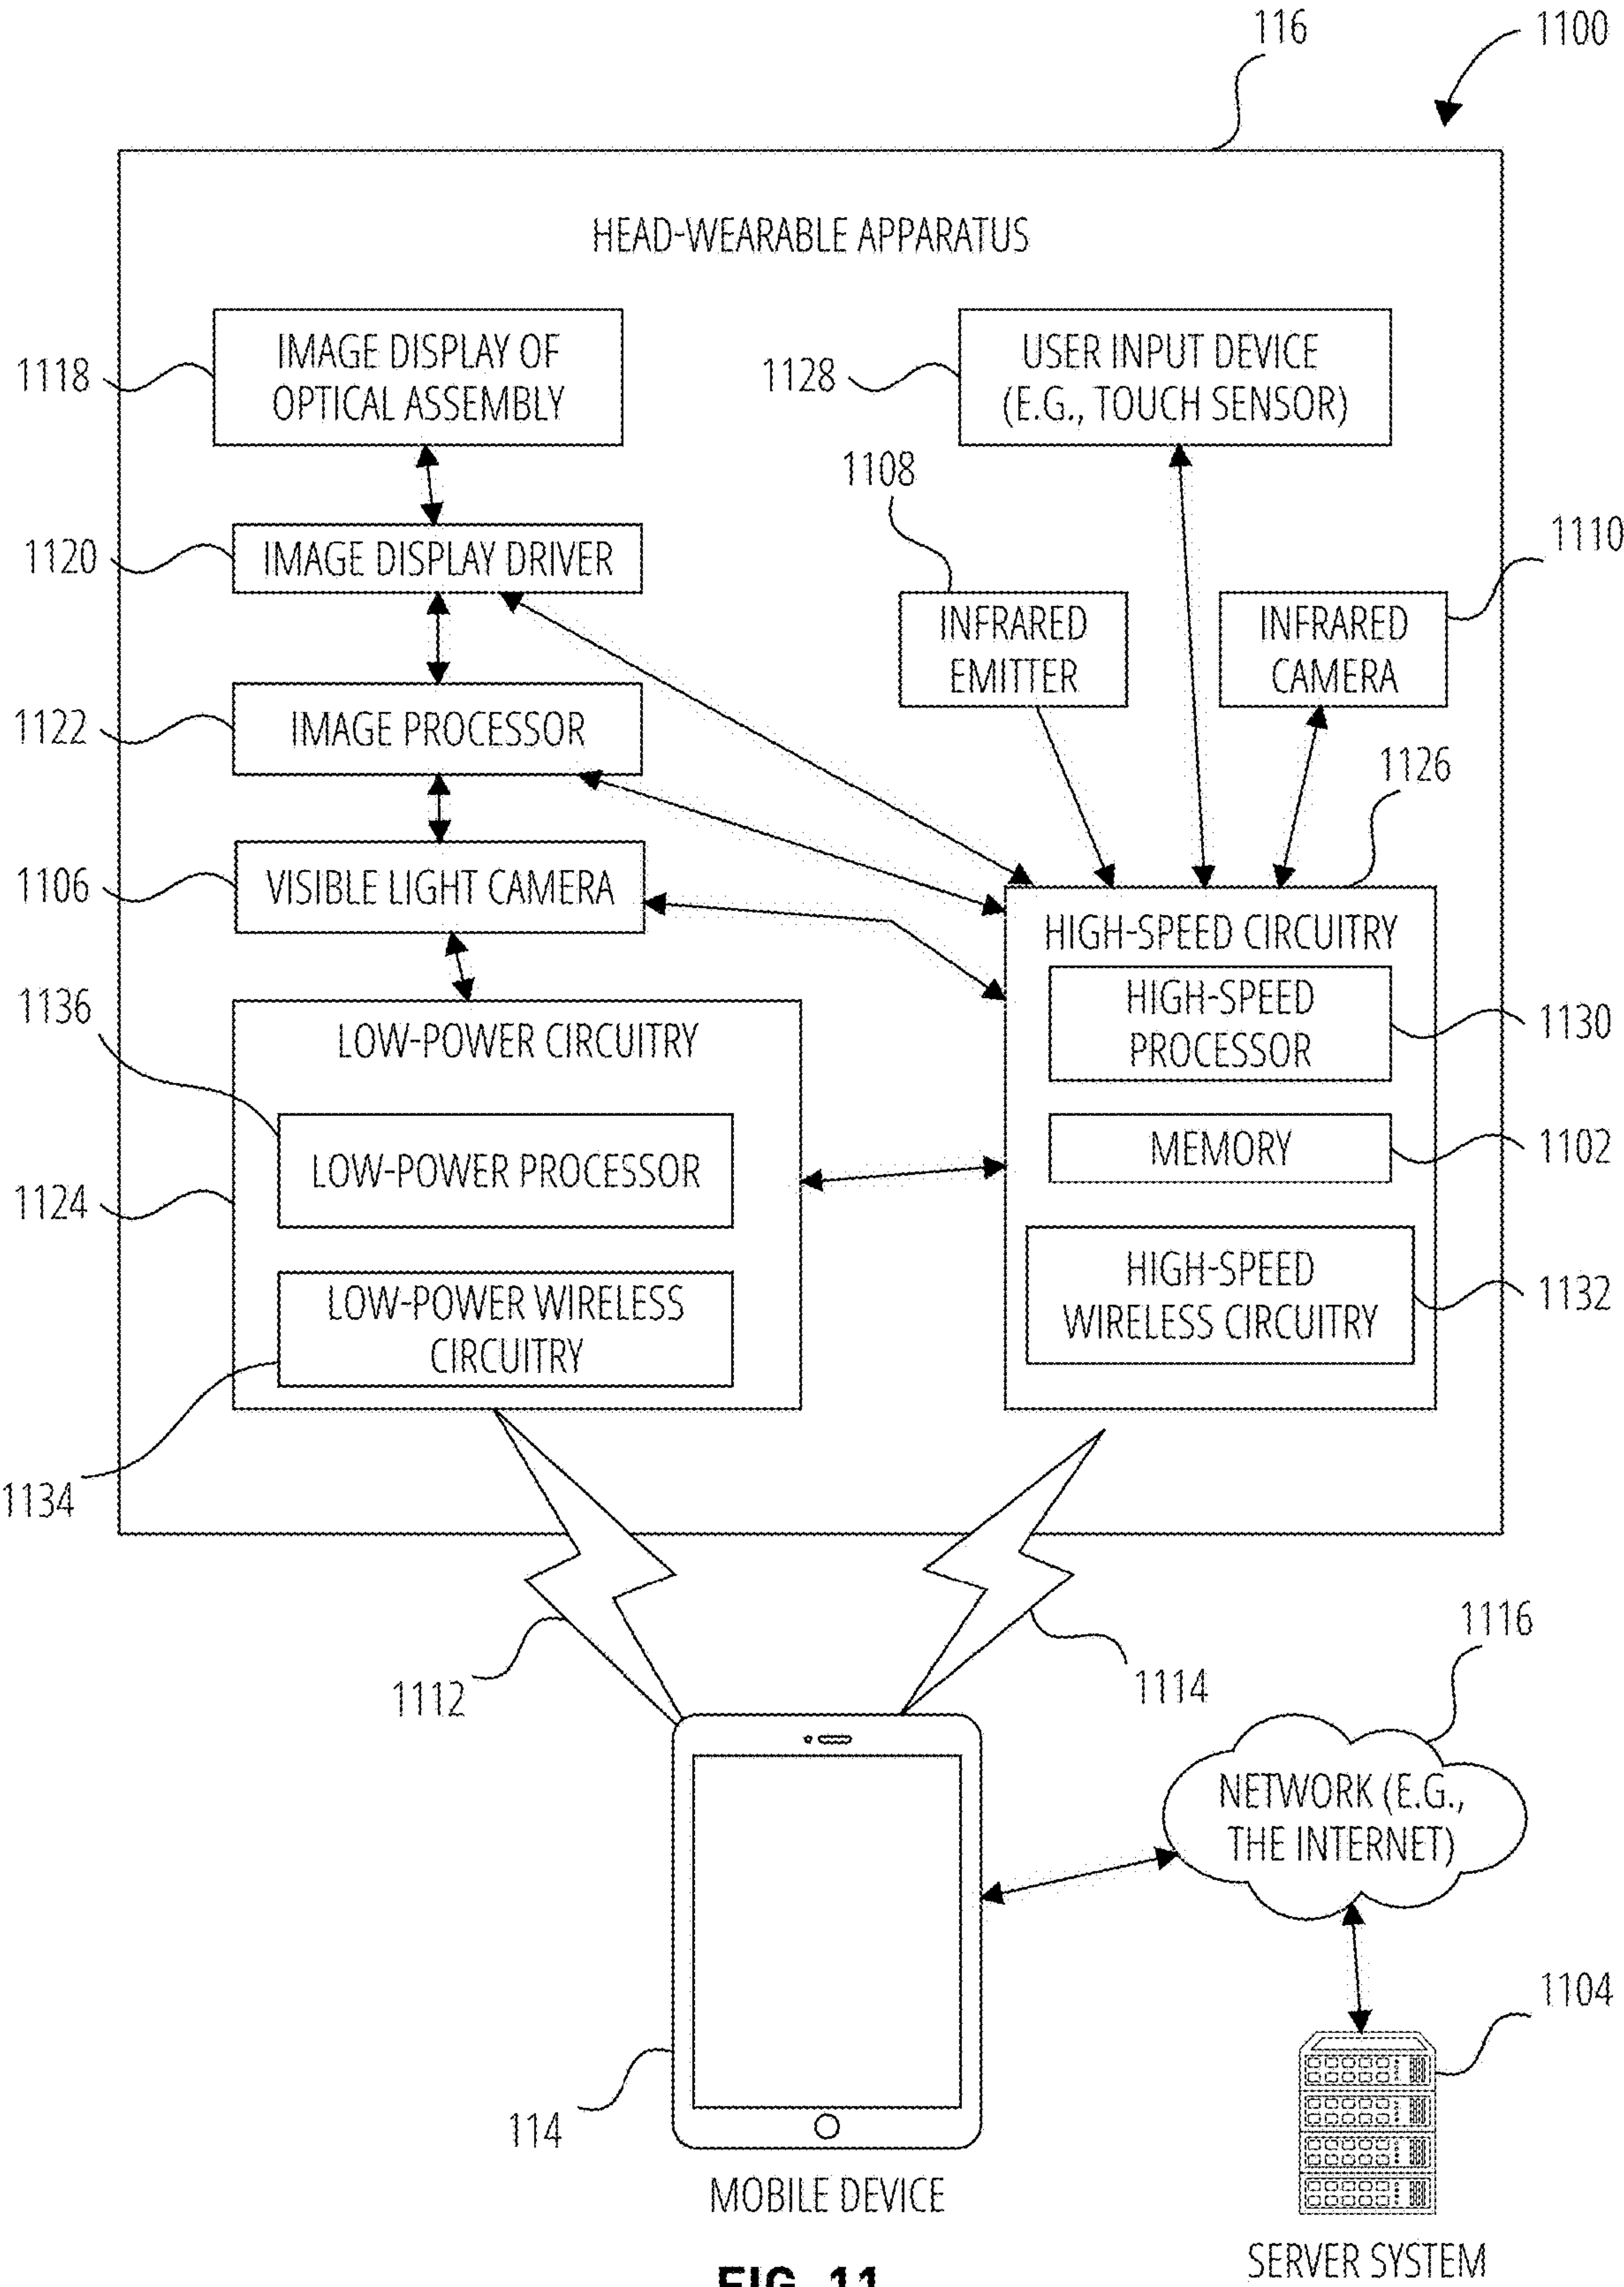 116
1100
HEAD-WEARABLE APPARATUS
IMAGE DISPLAY OF
OPTICAL ASSEMBLY
1118
USER INPUT DEVICE
(E.G., TOUCH SENSOR)
1128
1108
1110
IMAGE DISPLAY DRIVER
1120
INFRARED
EMITTER
INFRARED
CAMERA
IMAGE PROCESSOR
1122
1126
VISIBLE LIGHT CAMERA
1106
HIGH-SPEED CIRCUITRY
HIGH-SPEED
PROCESSOR
1130
1136
LOW-POWER CIRCUITRY
MEMORY
1102
LOW-POWER PROCESSOR
1124
HIGH-SPEED
WIRELESS CIRCUITRY
1132
LOW-POWER WIRELESS
CIRCUITRY
1134
1112
1114
1116
NETWORK (E.G.,
THE INTERNET)
1104
114
MOBILE DEVICE
SERVER SYSTEM
FIG. 11